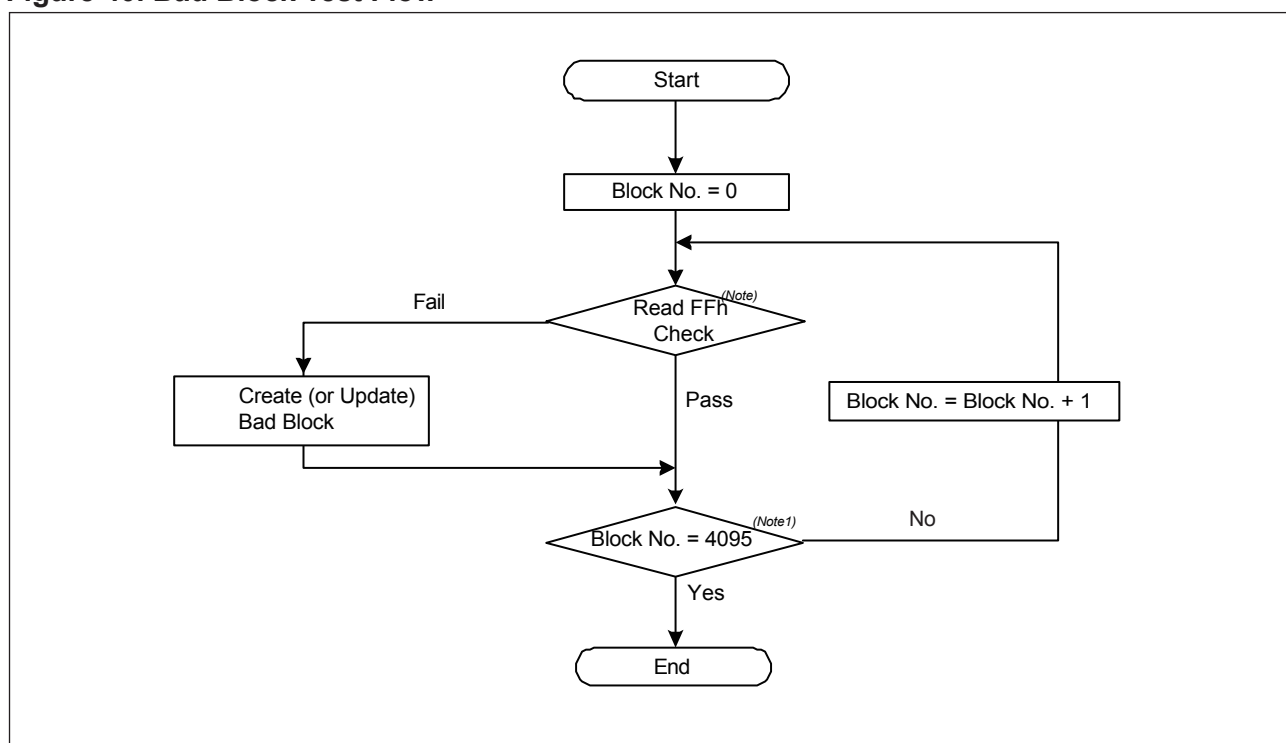 Start
Block No. = 0
(Note)
Fail
Read FFh
Check
Create (or Update)
Bad Block
Pass
Block No. = Block No. + 1
(Note1)
Block No. = 4095
No
Yes
End